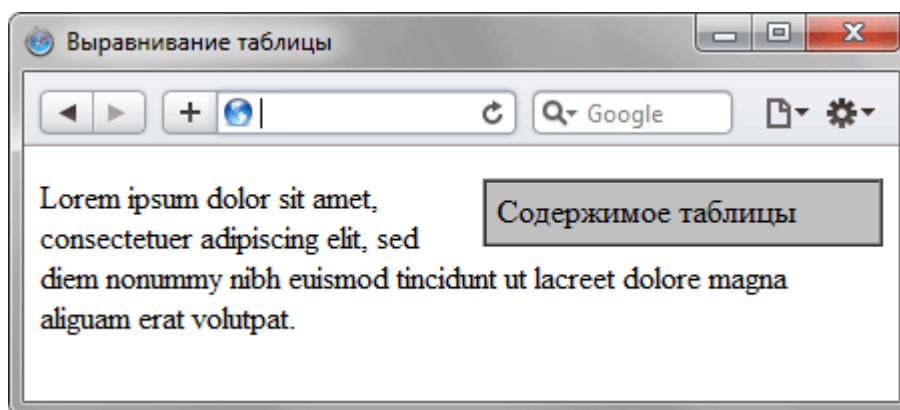 Выравнивание таблицы
Google
Lorem ipsum dolor sit amet,
consectetuer adipiscing elit, sed
diem nonummy nibh euismod tincidunt ut lacreet dolore magna
aliguam erat volutpat.
Содержимое таблицы